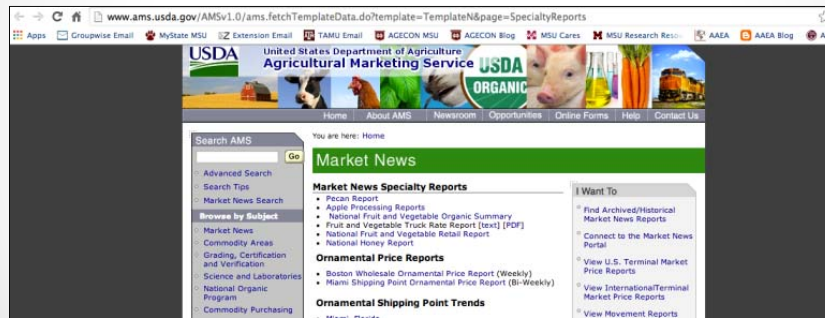 www.ams.usda.gov/AMSv1.0/ams.fetchTemplateData.do?template=TemplateN&page=SpecialtyReports
Apps Groupwise Email MyState MSU Extension Email TAMU Email AGECON MSU AGECON Blog MSU Cares MSU Research Reso AAEA AAEA Blog
USDA United States Department of Agriculture
Agricultural Marketing Service
USDA
ORGANIC
Home About AMS Newsroom Opportunities Online Forms Help Contact Us
Search AMS
Go
Advanced Search
Search Tips
Market News Search
Browse by Subject
Market News
Commodity Areas
Grading, Certification
and Verification
Science and Laboratories
National Organic
Program
Commodity Purchasing
You are here: Home
Market News
Market News Specialty Reports
Pecan Report
Apple Processing Reports
National Fruit and Vegetable Organic Summary
Fruit and Vegetable Truck Rate Report [text] [PDF]
National Fruit and Vegetable Retail Report
National Honey Report
Ornamental Price Reports
Boston Wholesale Ornamental Price Report (Weekly)
Miami Shipping Point Ornamental Price Report (Bi-Weekly)
Ornamental Shipping Point Trends
I Want To
Find Archived/Historical
Market News Reports
Connect to the Market News
Portal
View U.S. Terminal Market
Price Reports
View InternationalTerminal
Market Price Reports
View Movement Reports